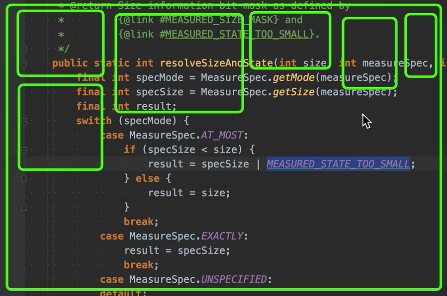 * @return Size information bit mask as defined by
* {@link #MEASURED_SIZE_MASK} and
* {@link #MEASURED_STATE_TOO_SMALL}.
*/
public static int resolveSizeAndState(int size, int measureSpec,
final int specMode = MeasureSpec.getMode(measureSpec);
final int specSize = MeasureSpec.getSize(measureSpec);
final int result;
switch (specMode) {
case MeasureSpec.AT_MOST:
if (specSize < size) {
result = specSize | MEASURED_STATE_TOO_SMALL;
} else {
result = size;
}
break;
case MeasureSpec.EXACTLY:
result = specSize;
break;
case MeasureSpec.UNSPECIFIED:
default: